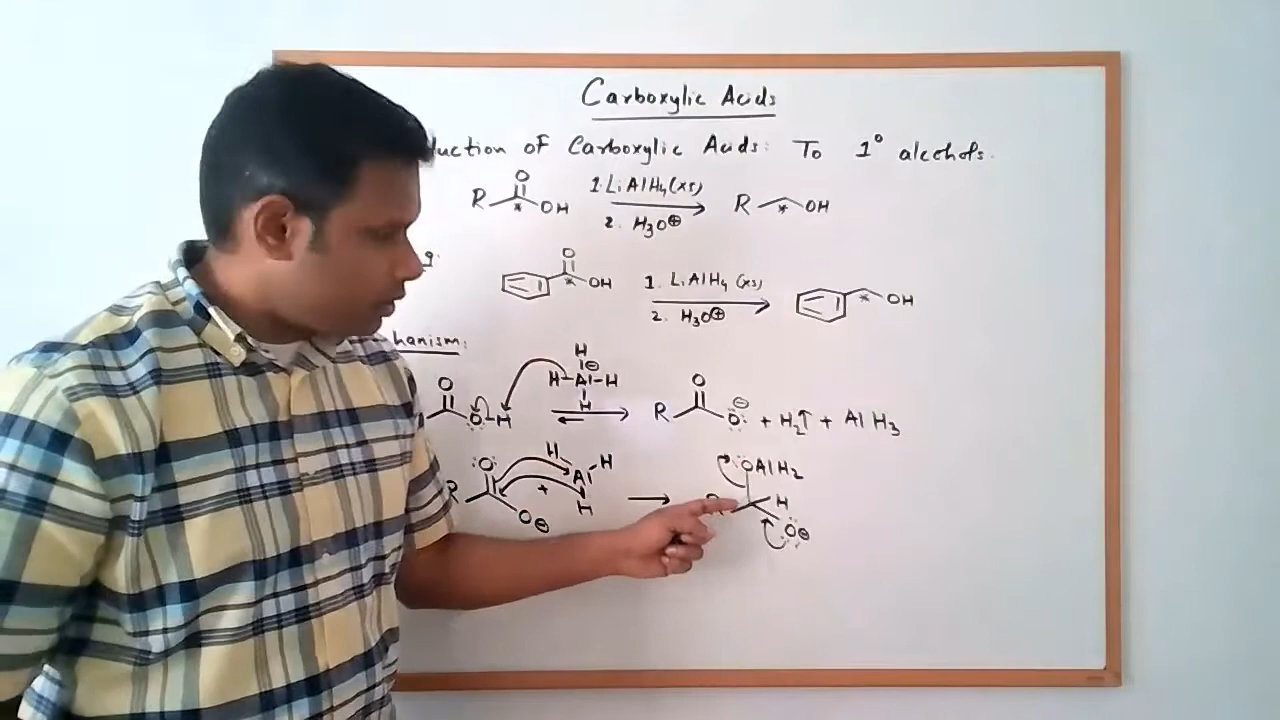 Carboxylic Acids
duction of Carboxylic Acids: To 1° alcohols.
R O OH * 1. LiAlH4 (xs) 2. H3O⊕ R * OH
g:
O OH * 1. LiAlH4 (xs) 2. H3O⊕ * OH
hanism:
O :O:-H H H-Al⊖-H H R O :O:⊖ + H2↑ + AlH3
R :O: O⊖ + H Al H H :OAlH2 R H :O:⊖